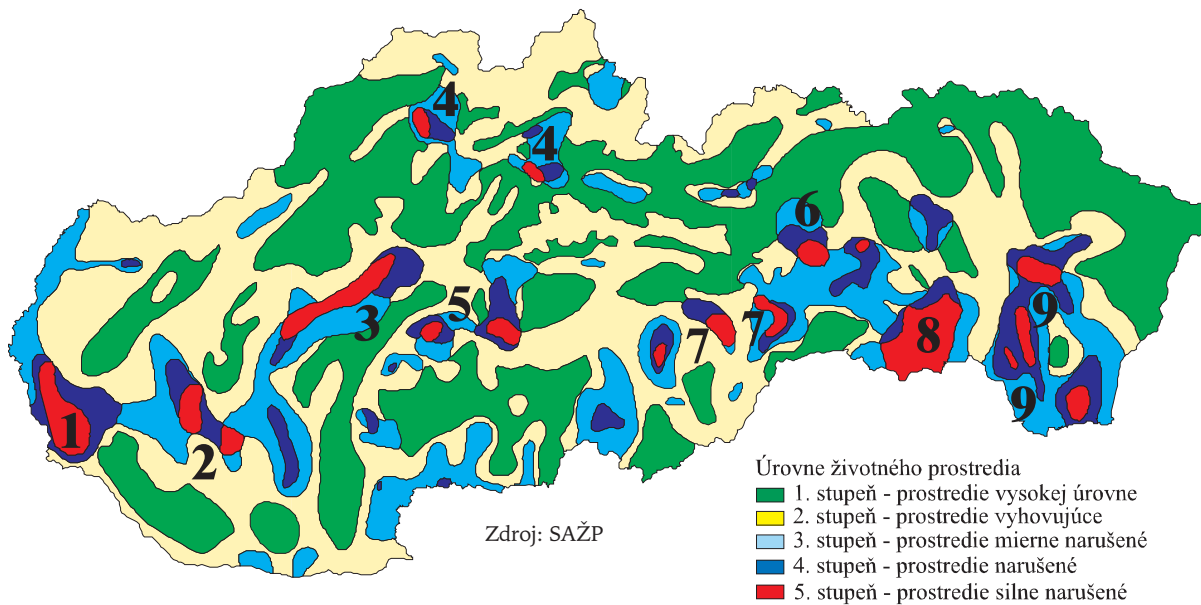 4
4
6
5
3
7
7
8
9
1
2
9
Úrovne životného prostredia
1. stupeň - prostredie vysokej úrovne
2. stupeň - prostredie vyhovujúce
Zdroj: SAŽP
3. stupeň - prostredie mierne narušené
4. stupeň - prostredie narušené
5. stupeň - prostredie silne narušené